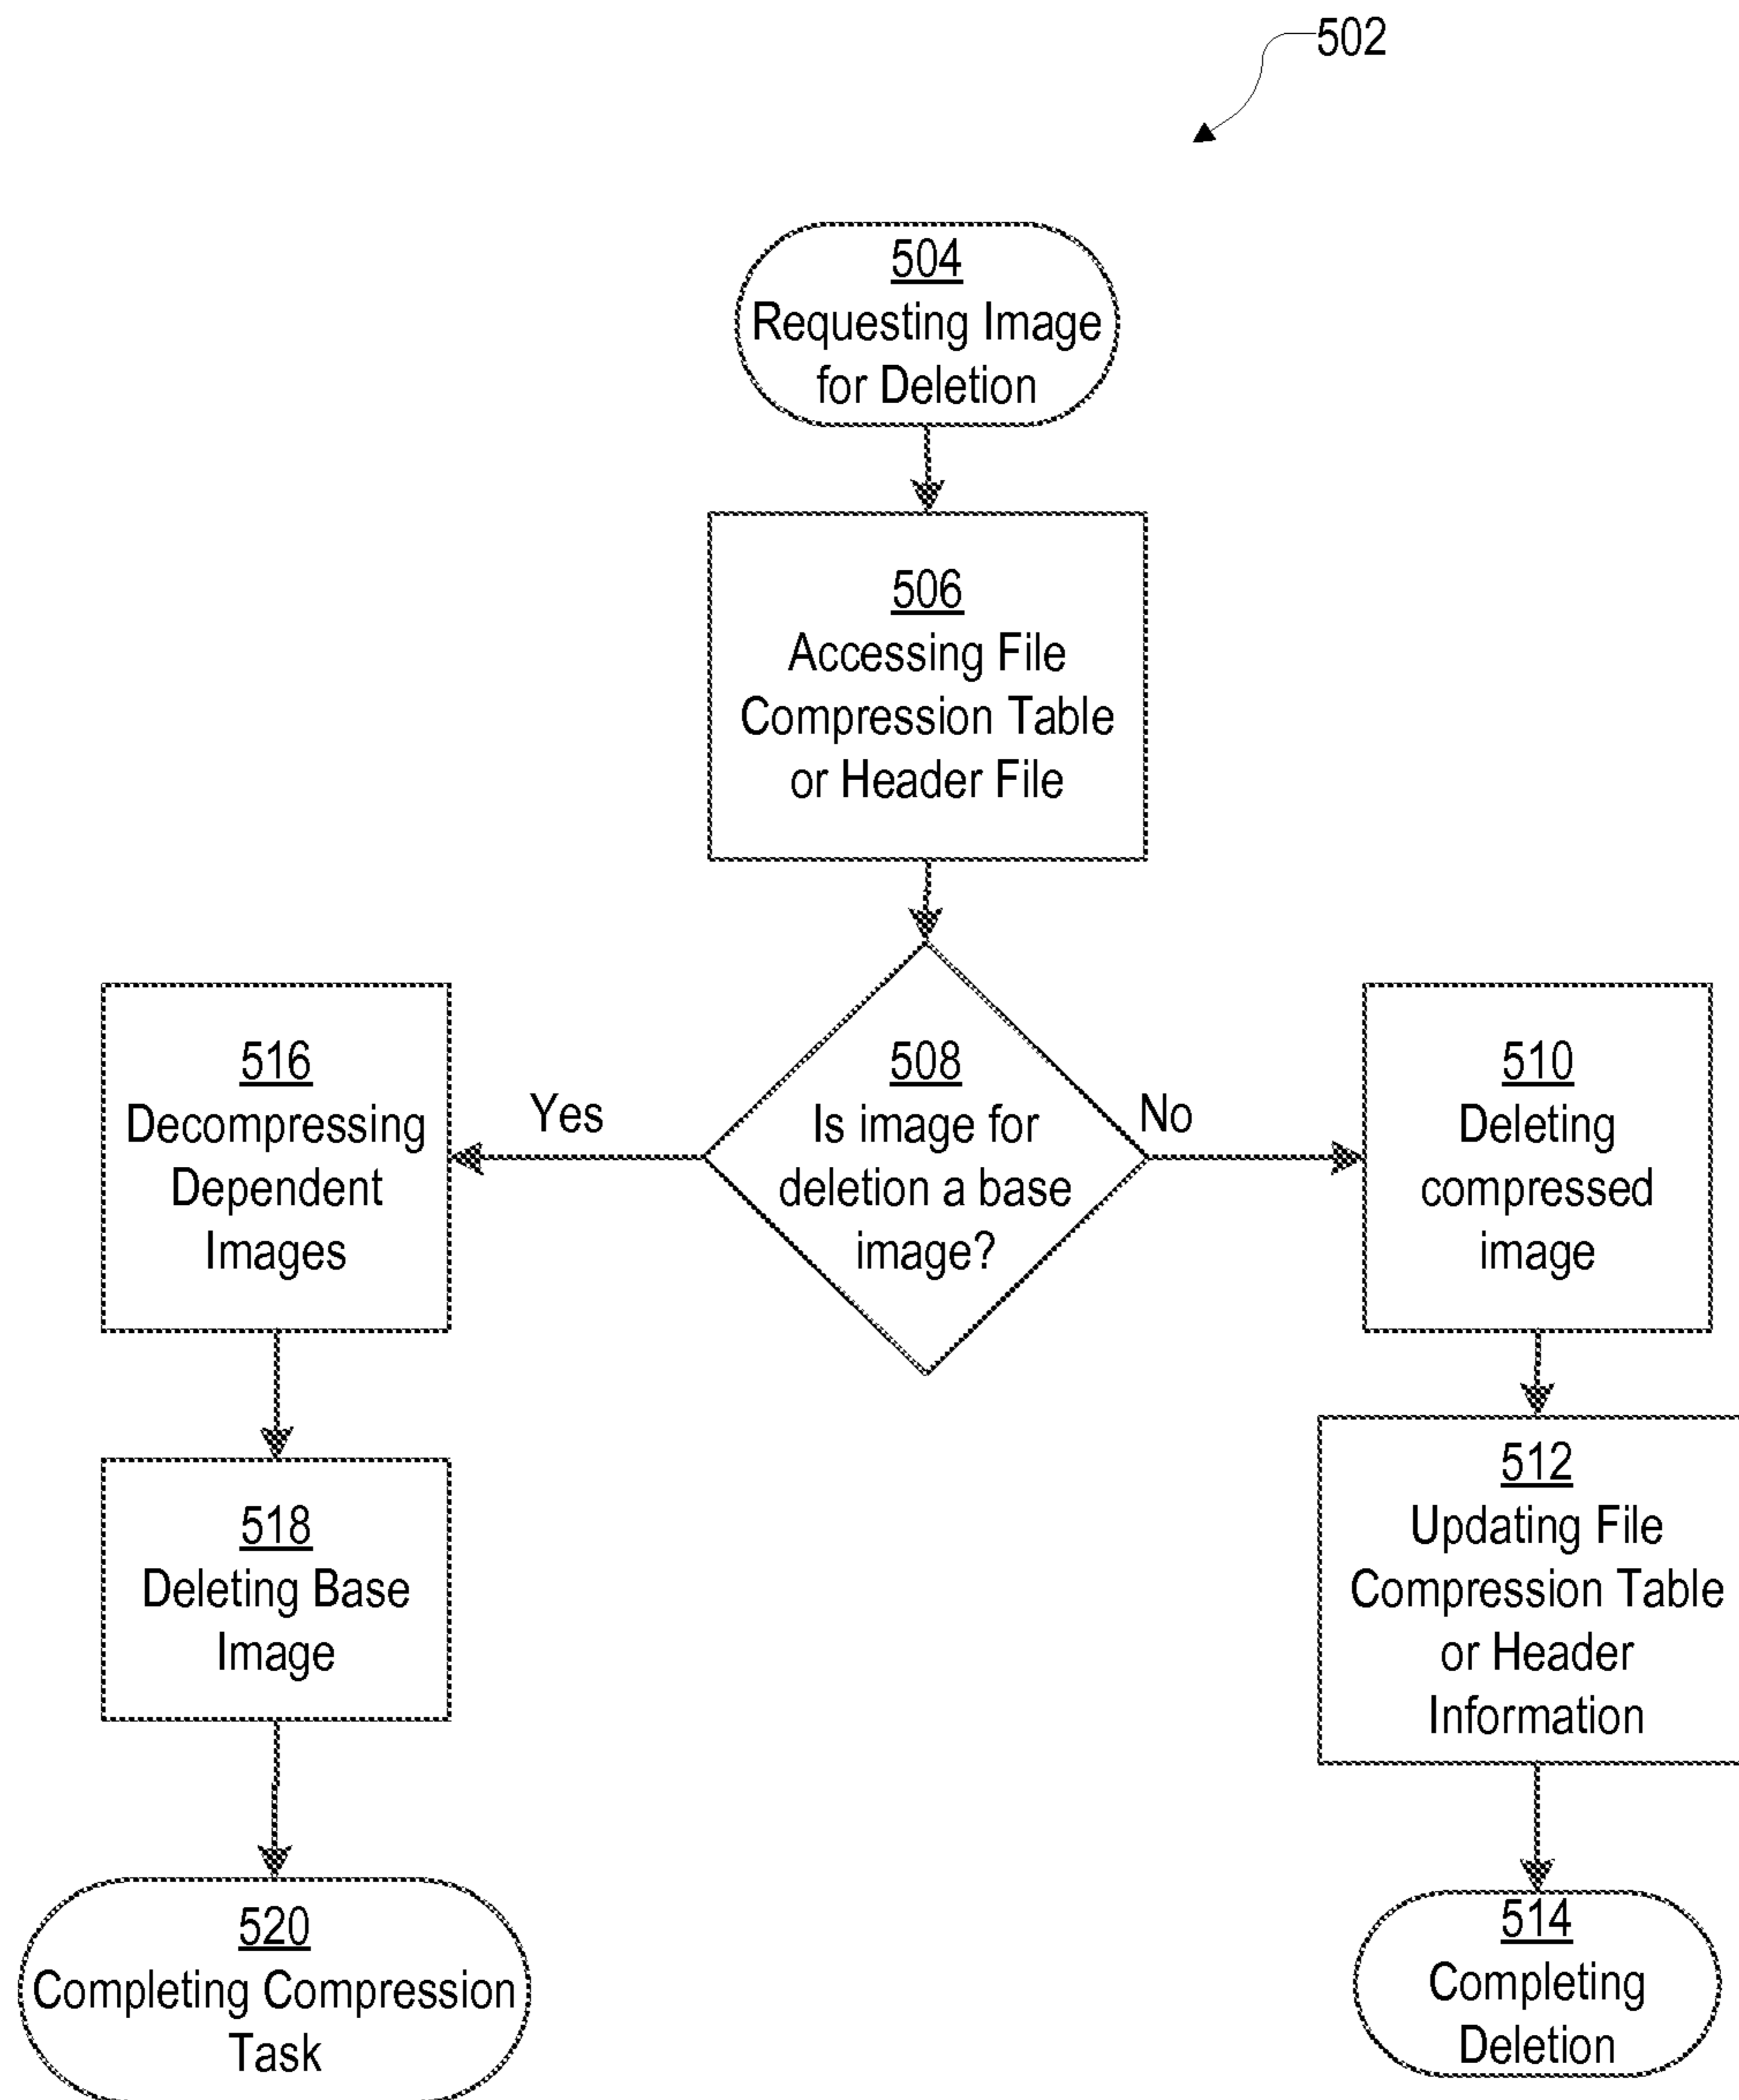 502
504
Requesting Image
for Deletion
506
Accessing File
Compression Table
or Header File
508
Is image for
deletion a base
image?
Yes
No
516
Decompressing
Dependent
Images
510
Deleting
compressed
image
518
Deleting Base
Image
512
Updating File
Compression Table
or Header
Information
520
Completing Compression
Task
514
Completing
Deletion